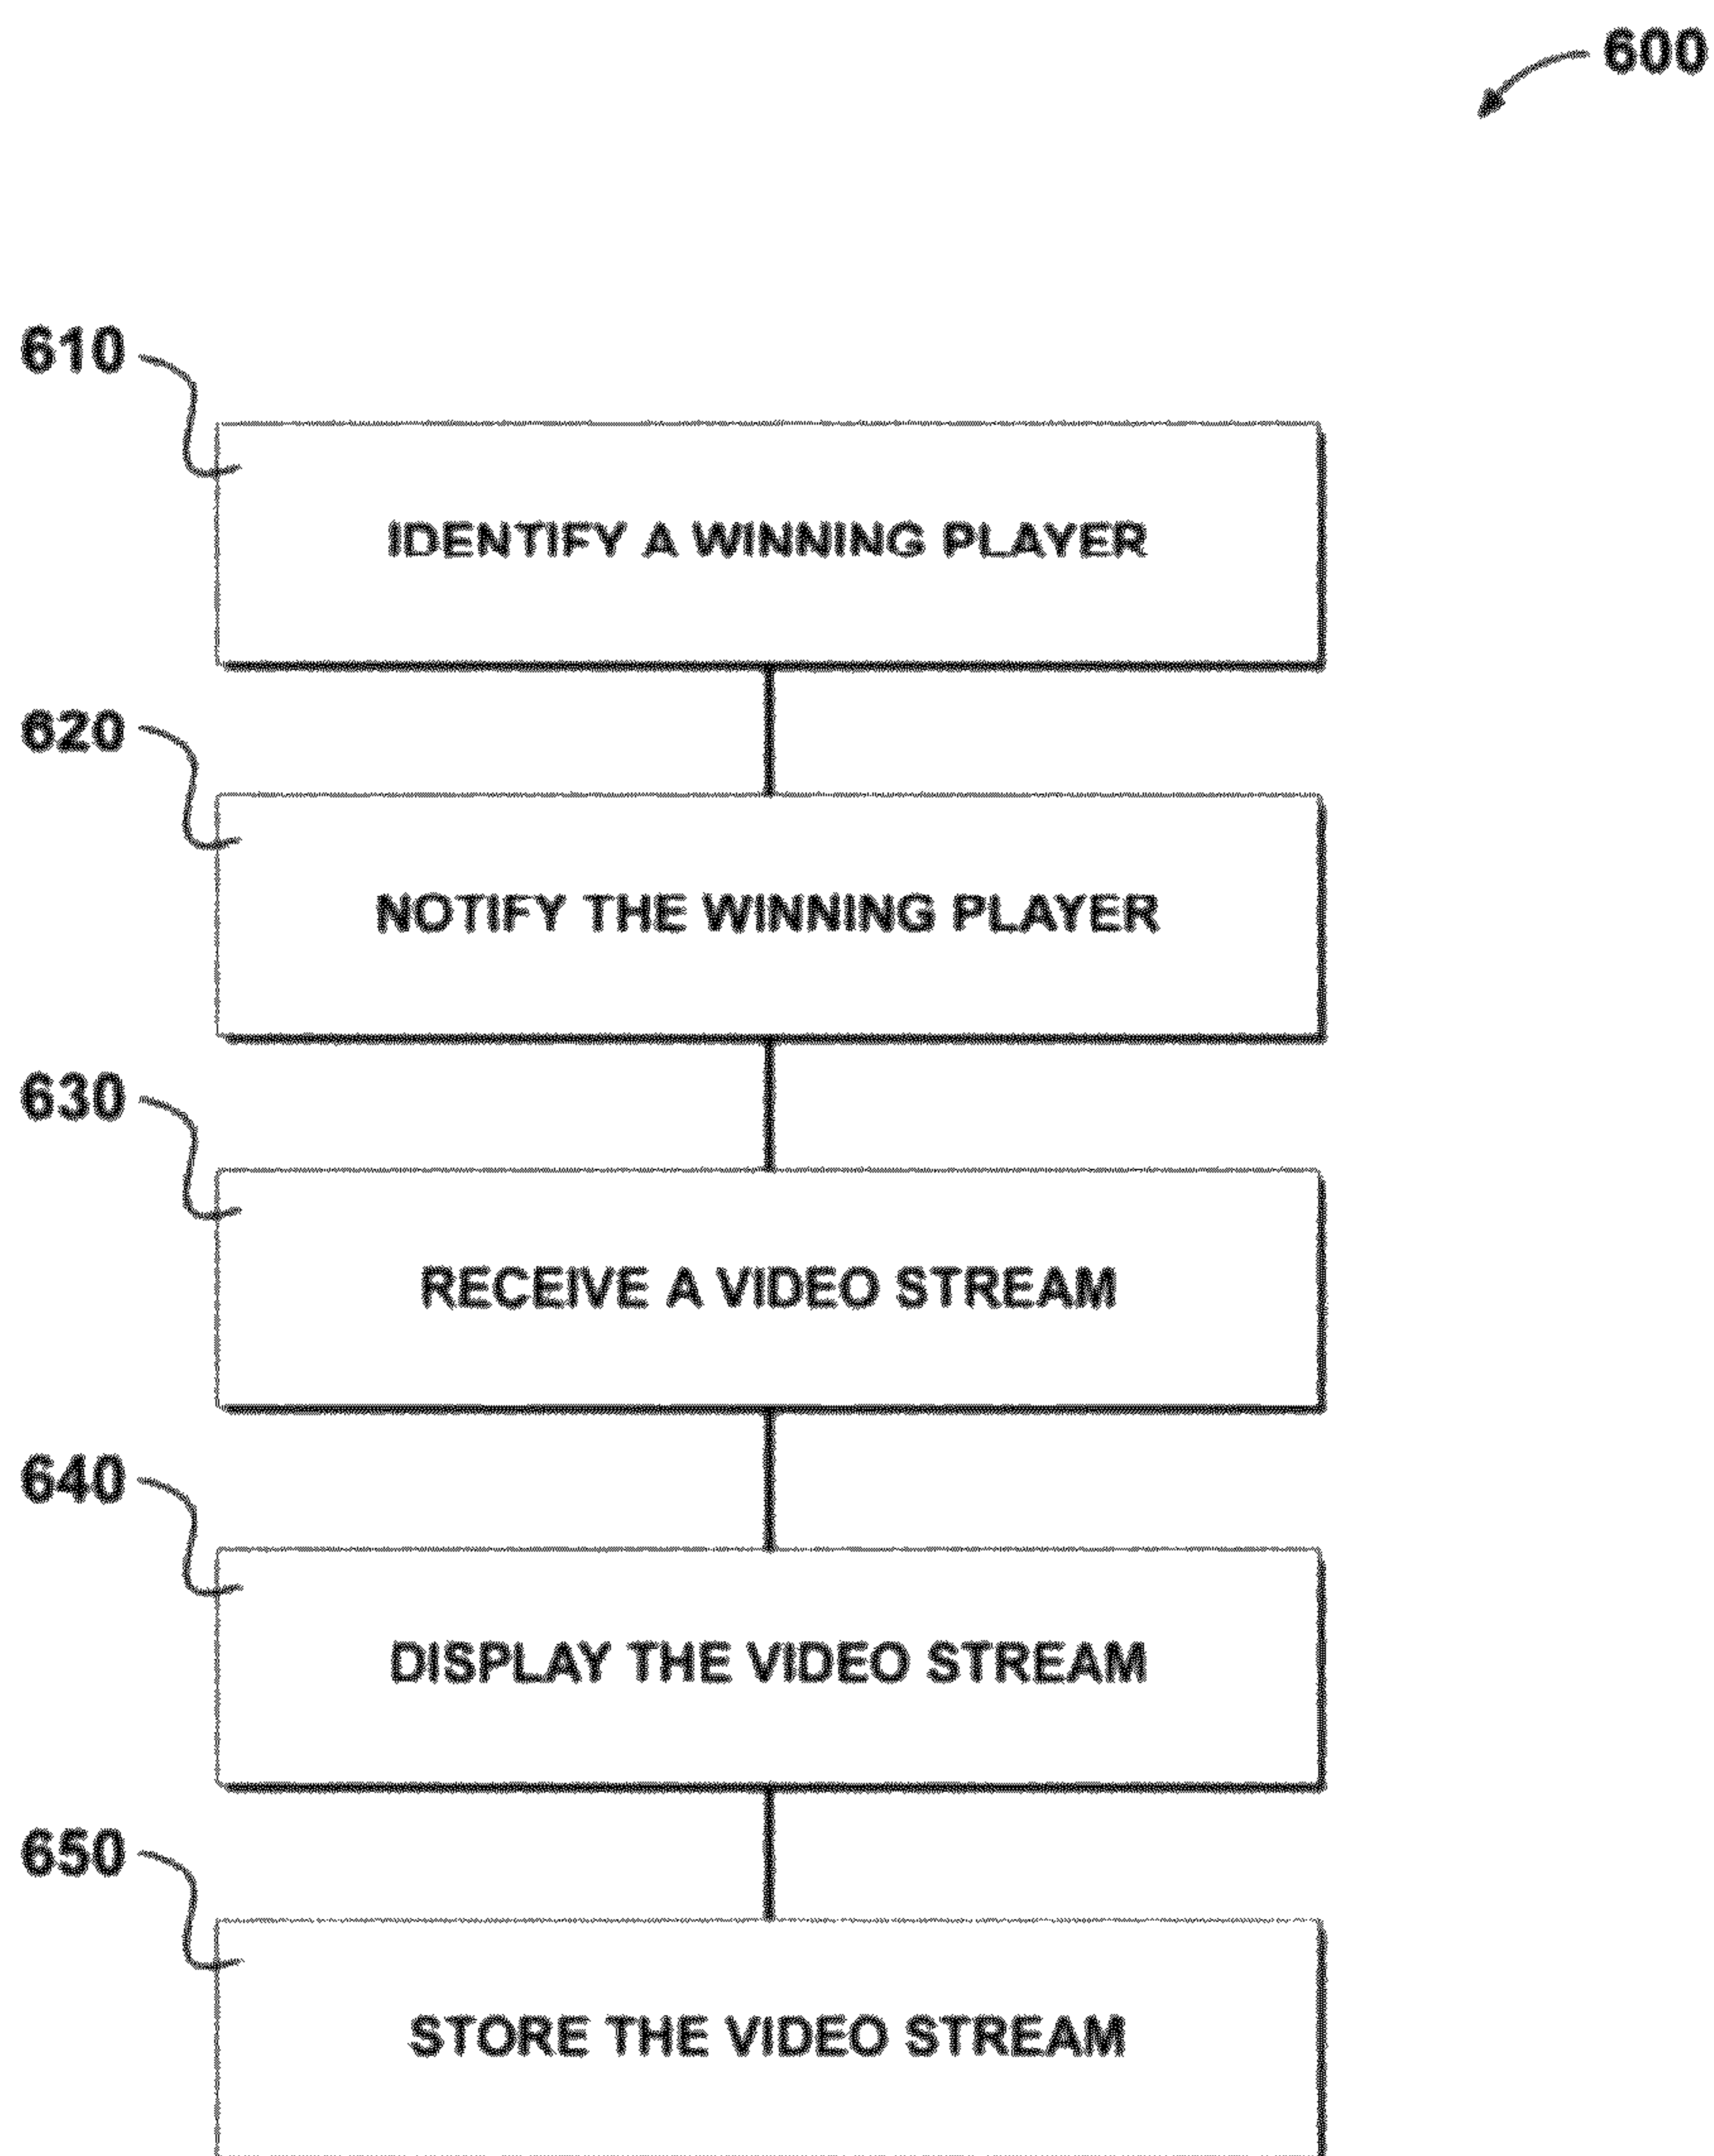 600
610
IDENTIFY A WINNING PLAYER
620
NOTIFY THE WINNING PLAYER
630
RECEIVE A VIDEO STREAM
640
DISPLAY THE VIDEO STREAM
650
STORE THE VIDEO STREAM